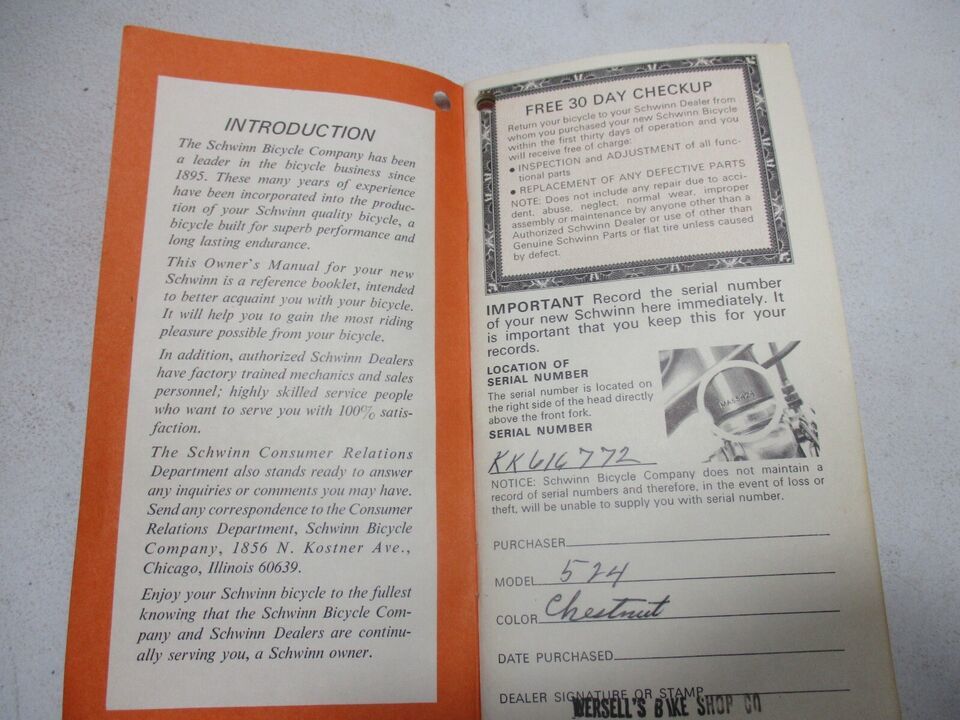 INTRODUCTION
The Schwinn Bicycle Company has been
a leader in the bicycle business since
1895. These many years of experience
have been incorporated into the produc-
tion of your Schwinn quality bicycle, a
bicycle built for superb performance and
long lasting endurance.
This Owner's Manual for your new
Schwinn is a reference booklet, intended
to better acquaint you with your bicycle.
It will help you to gain the most riding
pleasure possible from your bicycle.
In addition, authorized Schwinn Dealers
have factory trained mechanics and sales
personnel; highly skilled service people
who want to serve you with 100% satis-
faction.
The Schwinn Consumer Relations
Department also stands ready to answer
any inquiries or comments you may have.
Send any correspondence to the Consumer
Relations Department, Schwinn Bicycle
Company, 1856 N. Kostner Ave.,
Chicago, Illinois 60639.
Enjoy your Schwinn bicycle to the fullest
knowing that the Schwinn Bicycle Com-
pany and Schwinn Dealers are continu-
ally serving you, a Schwinn owner.
FREE 30 DAY CHECKUP
Return your bicycle to your Schwinn Dealer from
whom you purchased your new Schwinn Bicycle
within the first thirty days of operation and you
will receive free of charge:
• INSPECTION and ADJUSTMENT of all func-
tional parts
• REPLACEMENT OF ANY DEFECTIVE PARTS
NOTE: Does not include any repair due to acci-
dent, abuse, neglect, normal wear, improper
assembly or maintenance by anyone other than a
Authorized Schwinn Dealer or use of other than
Genuine Schwinn Parts or flat tire unless caused
by defect.
IMPORTANT Record the serial number
of your new Schwinn here immediately. It
is important that you keep this for your
records.
LOCATION OF
SERIAL NUMBER
The serial number is located on
the right side of the head directly
above the front fork.
SERIAL NUMBER
KK616772
NOTICE: Schwinn Bicycle Company does not maintain a
record of serial numbers and therefore, in the event of loss or
theft, will be unable to supply you with serial number.
PURCHASER
MODEL 524
COLOR Chestnut
DATE PURCHASED
DEALER SIGNATURE OR STAMP
WERSELL'S BIKE SHOP CO